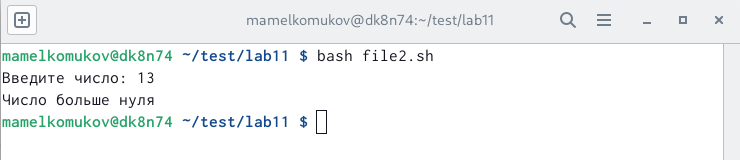 mamelkomukov@dk8n74:~/test/lab11
mamelkomukov@dk8n74 ~/test/lab11 $ bash file2.sh
Введите число: 13
Число больше нуля
mamelkomukov@dk8n74 ~/test/lab11 $